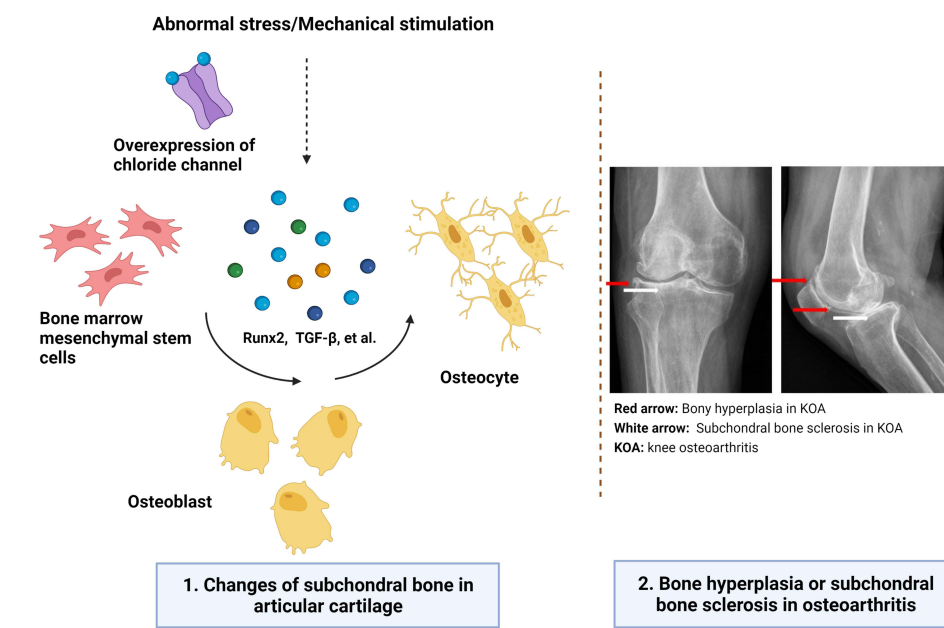 Abnormal stress/Mechanical stimulation
Overexpression of
chloride channel
Bone marrow
mesenchymal stem
cells
Runx2, TGF-β, et al.
Osteocyte
Osteoblast
1. Changes of subchondral bone in
articular cartilage
Red arrow: Bony hyperplasia in KOA
White arrow: Subchondral bone sclerosis in KOA
KOA: knee osteoarthritis
2. Bone hyperplasia or subchondral
bone sclerosis in osteoarthritis